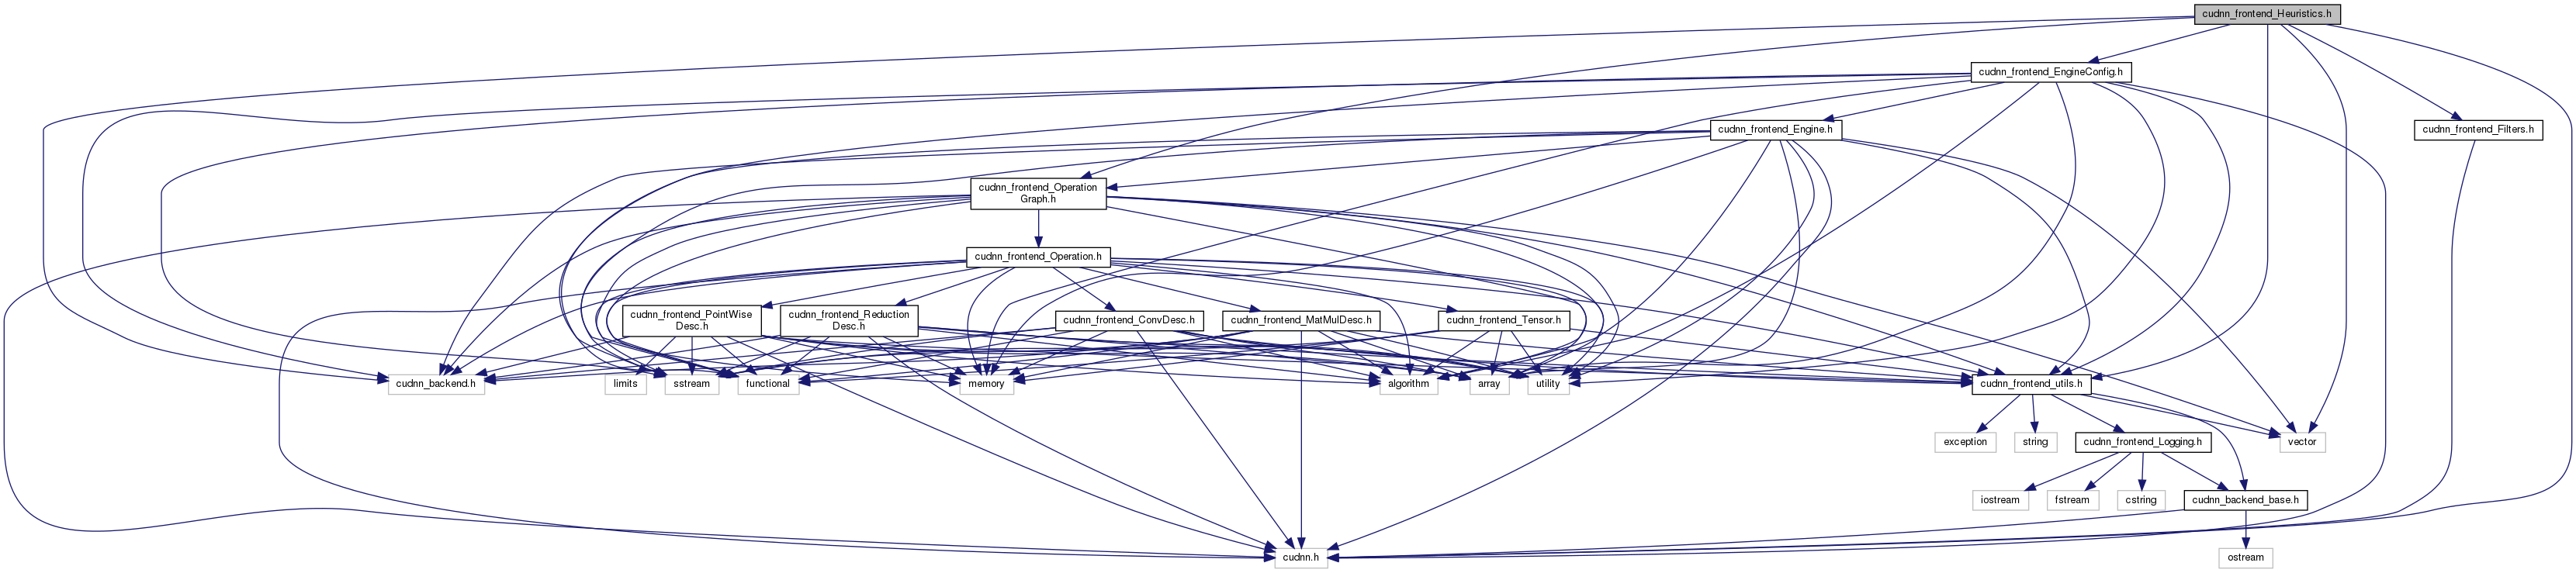 cudnn_frontend_Heuristics.h
cudnn_frontend_EngineConfig.h
cudnn_frontend_Engine.h
cudnn_frontend_Filters.h
cudnn_frontend_Operation
Graph.h
cudnn_frontend_Operation.h
cudnn_frontend_PointWise
Desc.h
cudnn_frontend_Reduction
Desc.h
cudnn_frontend_ConvDesc.h
cudnn_frontend_MatMulDesc.h
cudnn_frontend_Tensor.h
cudnn_backend.h
limits
sstream
functional
memory
algorithm
array
utility
cudnn_frontend_utils.h
exception
string
cudnn_frontend_Logging.h
vector
iostream
fstream
cstring
cudnn_backend_base.h
cudnn.h
ostream